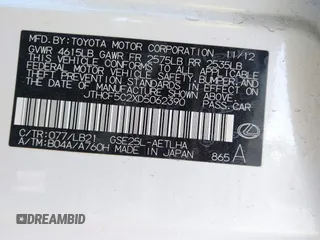 MFD.BY:TOYOTA MOTOR CORPORATION 11/12
GVWR 4615LB GAWR FR 2575LB RR 2535LB
THIS VEHICLE CONFORMS TO ALL APPLICABLE
FEDERAL MOTOR VEHICLE SAFETY, BUMPER, AND
THEFT PREVENTION STANDARDS IN EFFECT ON THE
DATE OF MANUFACTURE SHOWN ABOVE.
JTHCF5C2XD5062390 PASS.CAR
C/TR:077/LB21 GSE25L-AETLHA
A/TM:B04A/A760H MADE IN JAPAN 865 A
DREAMBID